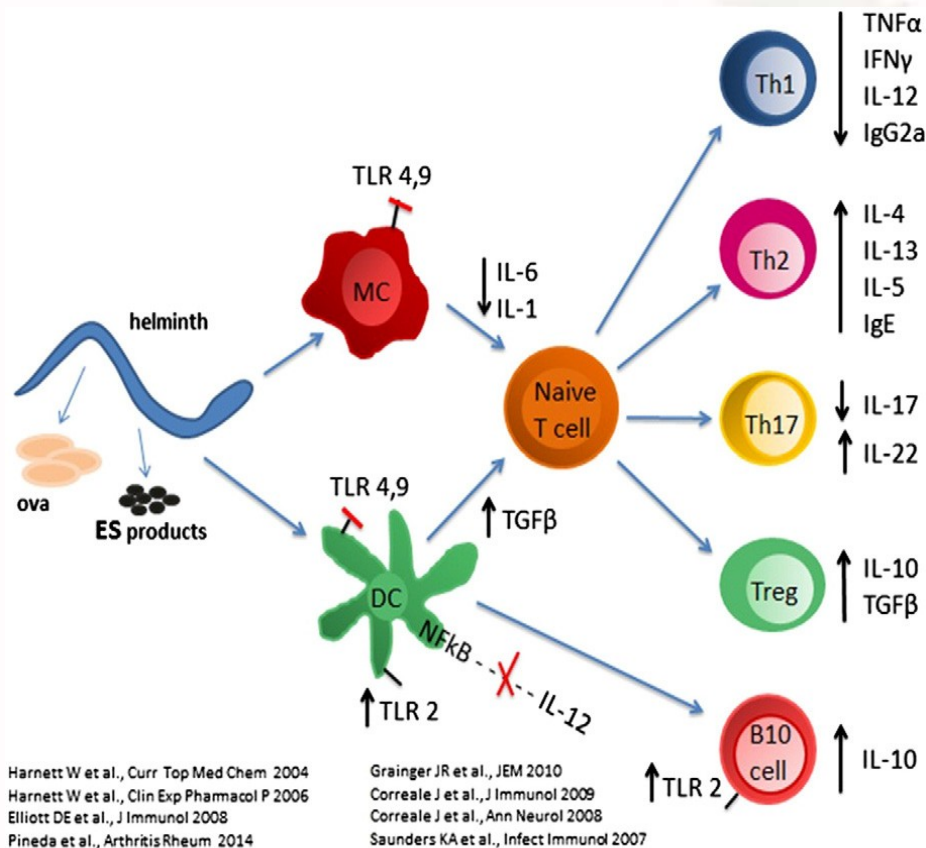 TNFα
IFNγ
IL-12
IgG2a
Th1
TLR 4,9
IL-4
IL-13
IL-5
IgE
Th2
MC
IL-6
IL-1
helminth
Naive
T cell
Th17
IL-17
IL-22
ova
ES products
TLR 4,9
TGFβ
DC
Treg
IL-10
TGFβ
NFkB
IL-12
TLR 2
B10
cell
IL-10
TLR 2
Harnett W et al., Curr Top Med Chem 2004
Harnett W et al., Clin Exp Pharmacol P 2006
Elliott DE et al., J Immunol 2008
Pineda et al., Arthritis Rheum 2014
Grainger JR et al., JEM 2010
Correale J et al., J Immunol 2009
Correale J et al., Ann Neurol 2008
Saunders KA et al., Infect Immunol 2007